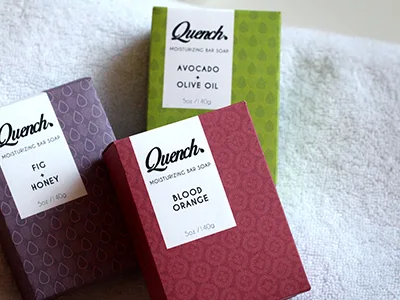 Quench.
MOISTURIZING BAR SOAP
AVOCADO
+
OLIVE OIL
5oz / 140g
Quench.
MOISTURIZING BAR SOAP
FIG
+
HONEY
5oz / 140g
Quench.
MOISTURIZING BAR SOAP
BLOOD
ORANGE
5oz / 140g